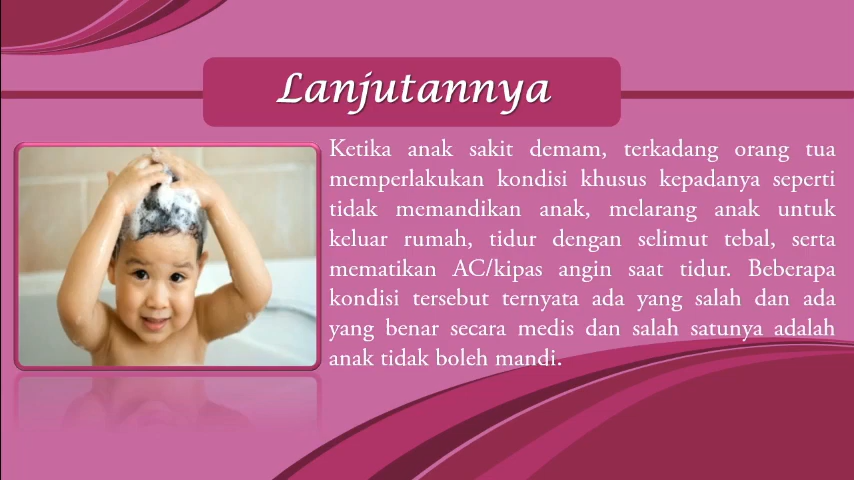 Lanjutannya
Ketika anak sakit demam, terkadang orang tua
memperlakukan kondisi khusus kepadanya seperti
tidak memandikan anak, melarang anak untuk
keluar rumah, tidur dengan selimut tebal, serta
mematikan AC/kipas angin saat tidur. Beberapa
kondisi tersebut ternyata ada yang salah dan ada
yang benar secara medis dan salah satunya adalah
anak tidak boleh mandi.